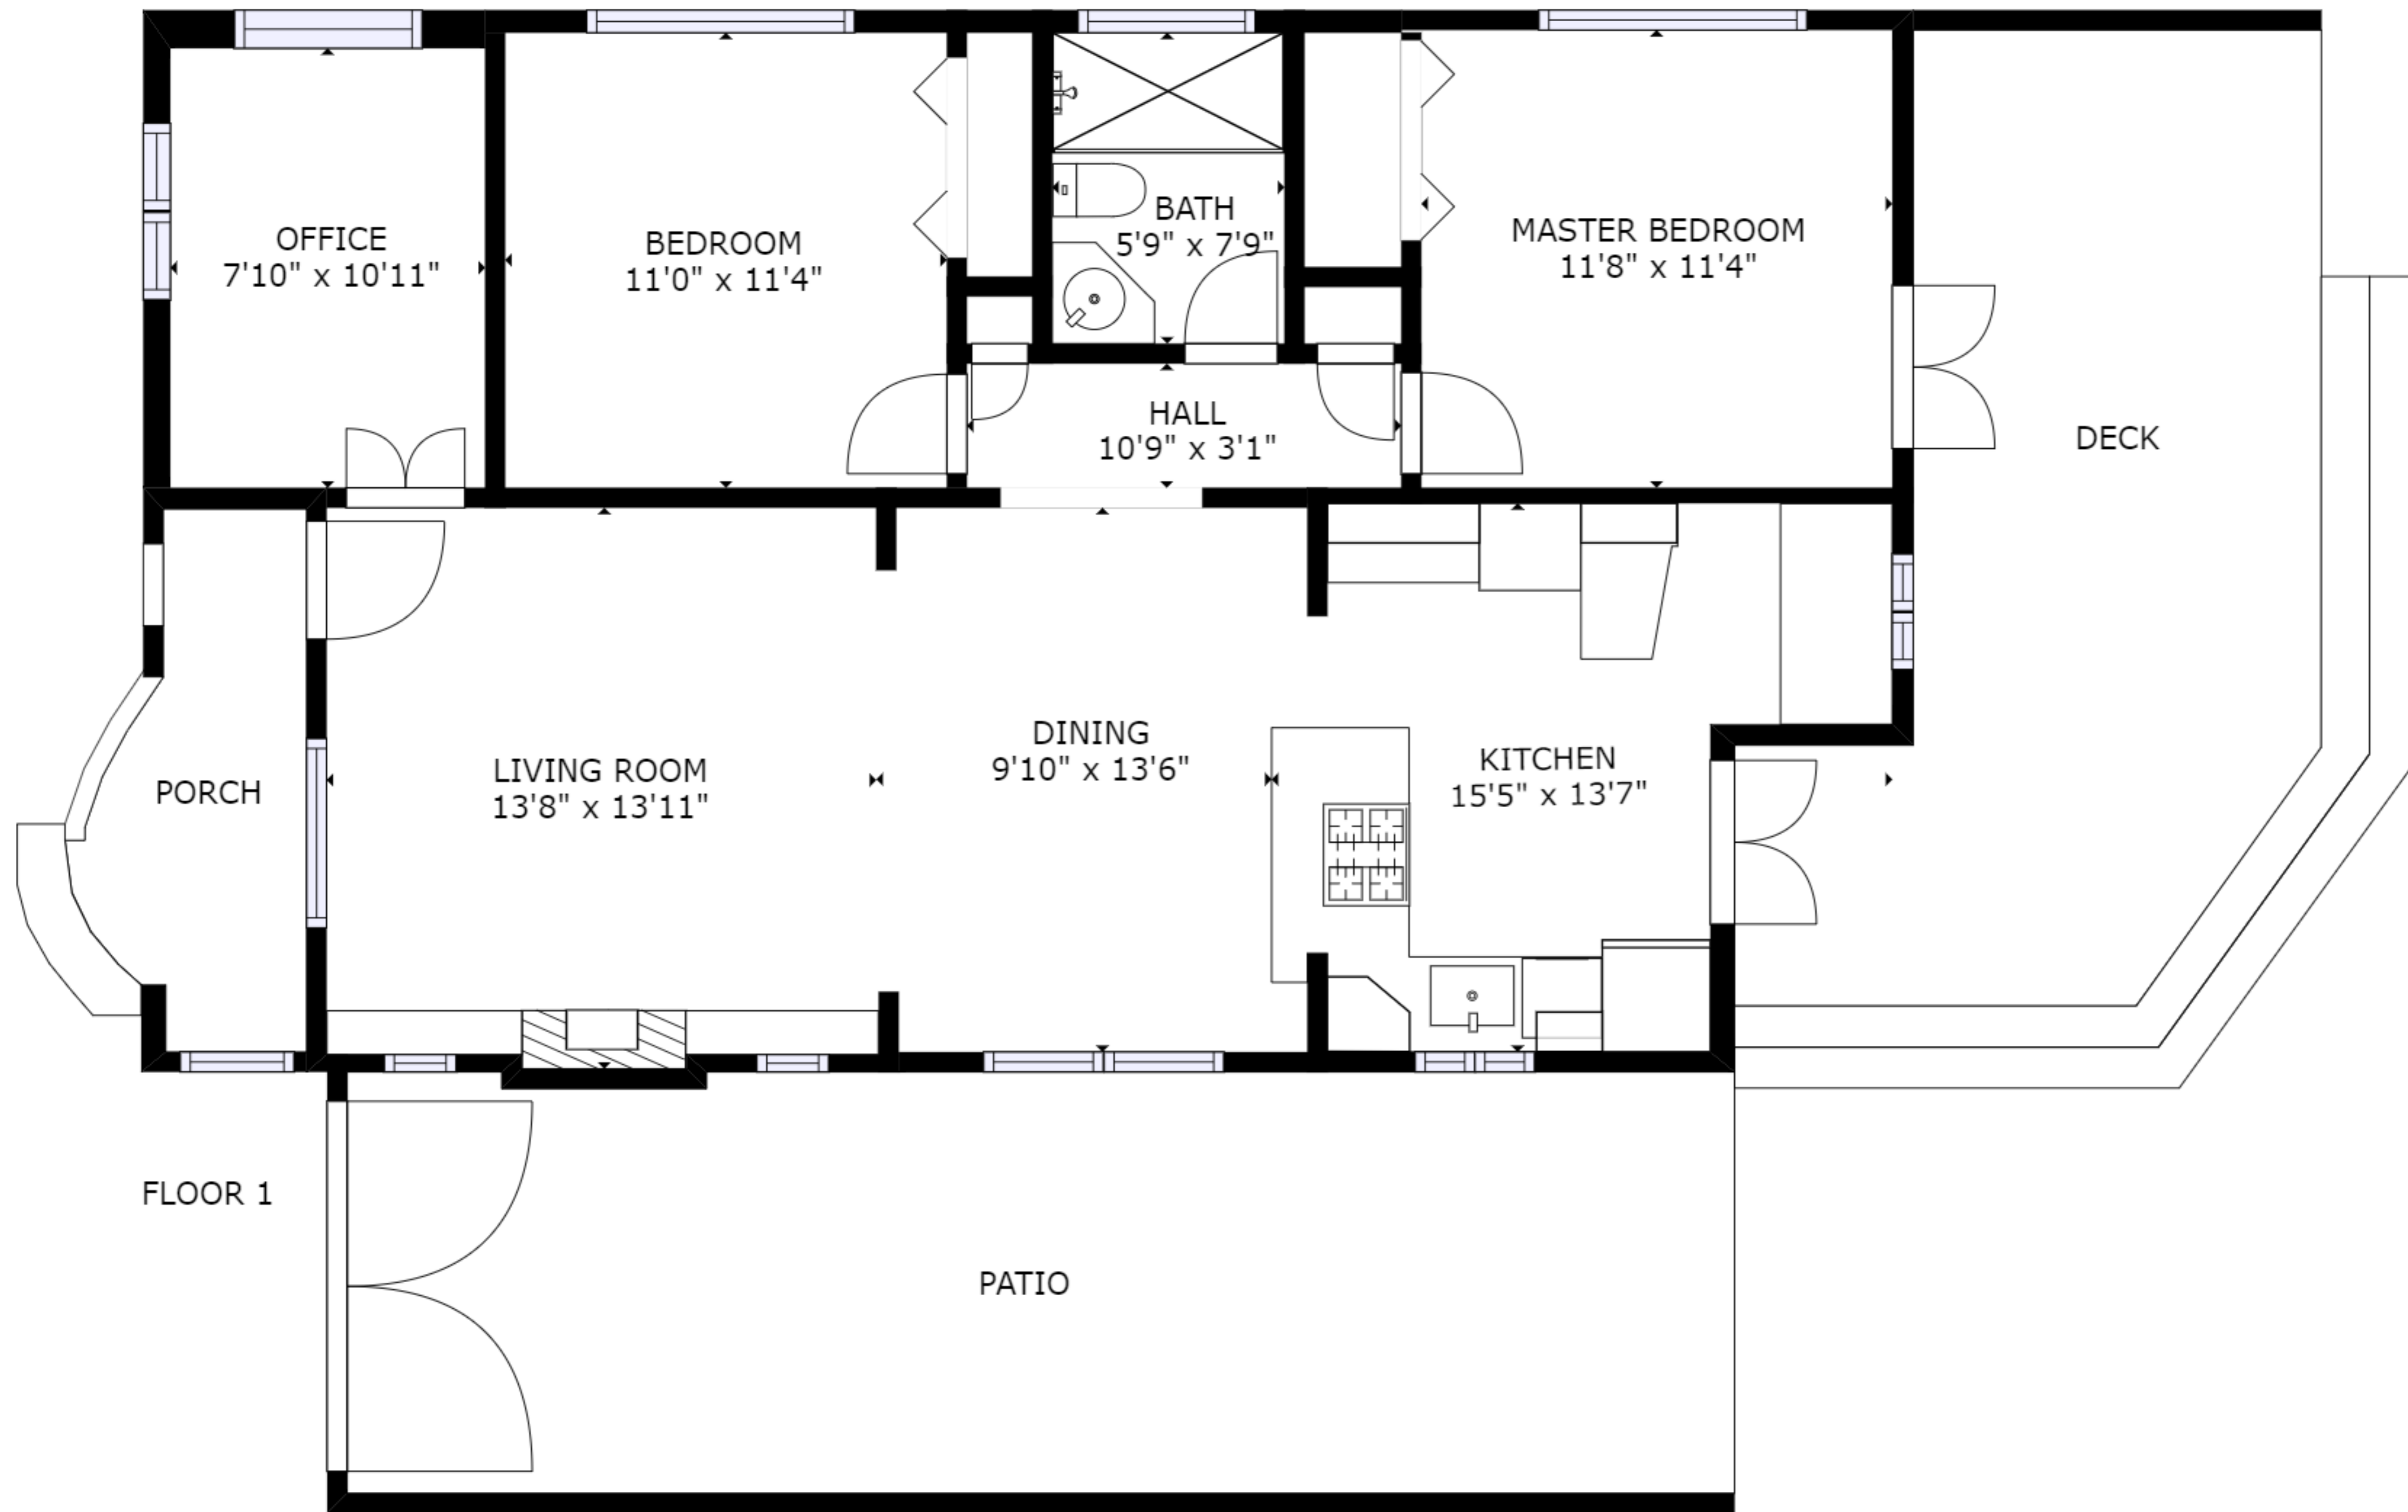 OFFICE
7'10" x 10'11"
BEDROOM
11'0" x 11'4"
BATH
5'9" x 7'9"
MASTER BEDROOM
11'8" x 11'4"
HALL
10'9" x 3'1"
DECK
PORCH
LIVING ROOM
13'8" x 13'11"
DINING
9'10" x 13'6"
KITCHEN
15'5" x 13'7"
FLOOR 1
PATIO